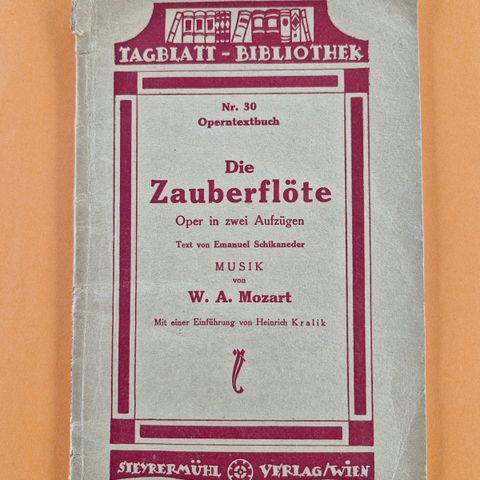 TAGBLATT-BIBLIOTHEK
Nr. 30
Operntextbuch
Die
Zauberflöte
Oper in zwei Aufzügen
Text von Emanuel Schikaneder
MUSIK
von
W. A. Mozart
Mit einer Einführung von Heinrich Kralik
STEYRERMÜHL VERLAG/WIEN